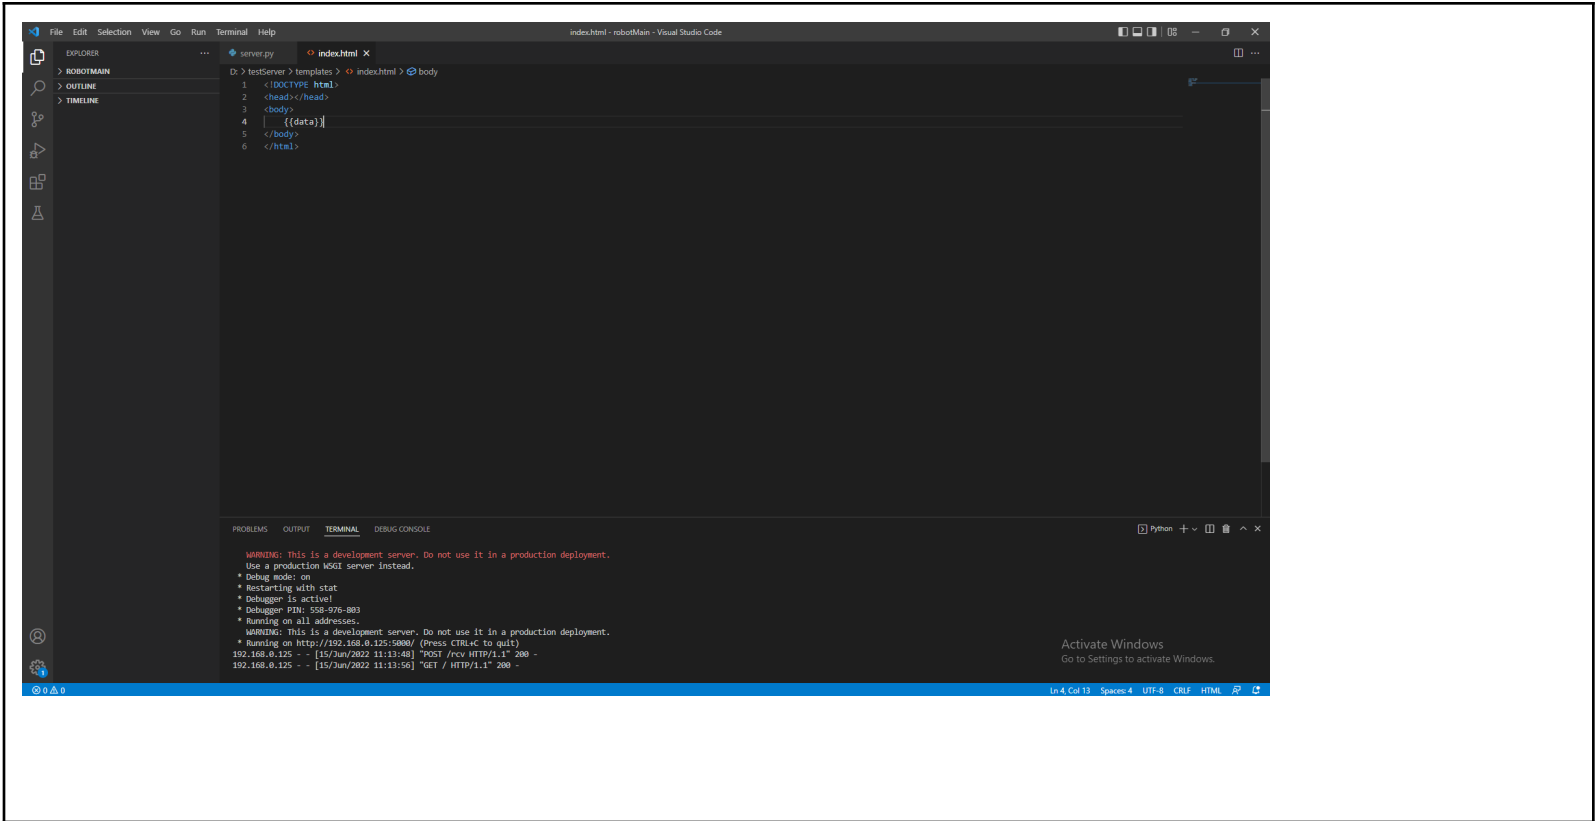 File Edit Selection View Go Run Terminal Help
index.html - robotMain - Visual Studio Code
EXPLORER
ROBOTMAIN
OUTLINE
TIMELINE
server.py
index.html
D: > testServer > templates > index.html > body
1 <!DOCTYPE html>
2 <head></head>
3 <body>
4 {{data}}
5 </body>
6 </html>
PROBLEMS OUTPUT TERMINAL DEBUG CONSOLE
Python
WARNING: This is a development server. Do not use it in a production deployment.
Use a production WSGI server instead.
* Debug mode: on
* Restarting with stat
* Debugger is active!
* Debugger PIN: 558-976-803
* Running on all addresses.
WARNING: This is a development server. Do not use it in a production deployment.
* Running on http://192.168.0.125:5000/ (Press CTRL+C to quit)
192.168.0.125 - - [15/Jun/2022 11:13:48] "POST /rcv HTTP/1.1" 200 -
192.168.0.125 - - [15/Jun/2022 11:13:56] "GET / HTTP/1.1" 200 -
Activate Windows
Go to Settings to activate Windows.
1
0 0
Ln 4, Col 13 Spaces: 4 UTF-8 CRLF HTML